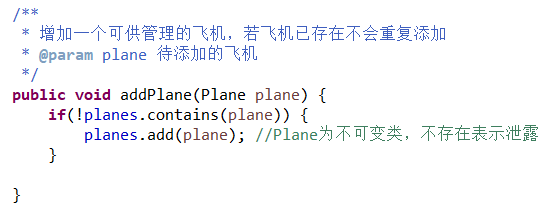 /**
 * 增加一个可供管理的飞机，若飞机已存在不会重复添加
 * @param plane 待添加的飞机
 */
public void addPlane(Plane plane) {
    if(!planes.contains(plane)) {
        planes.add(plane); //Plane为不可变类，不存在表示泄露
    }
}